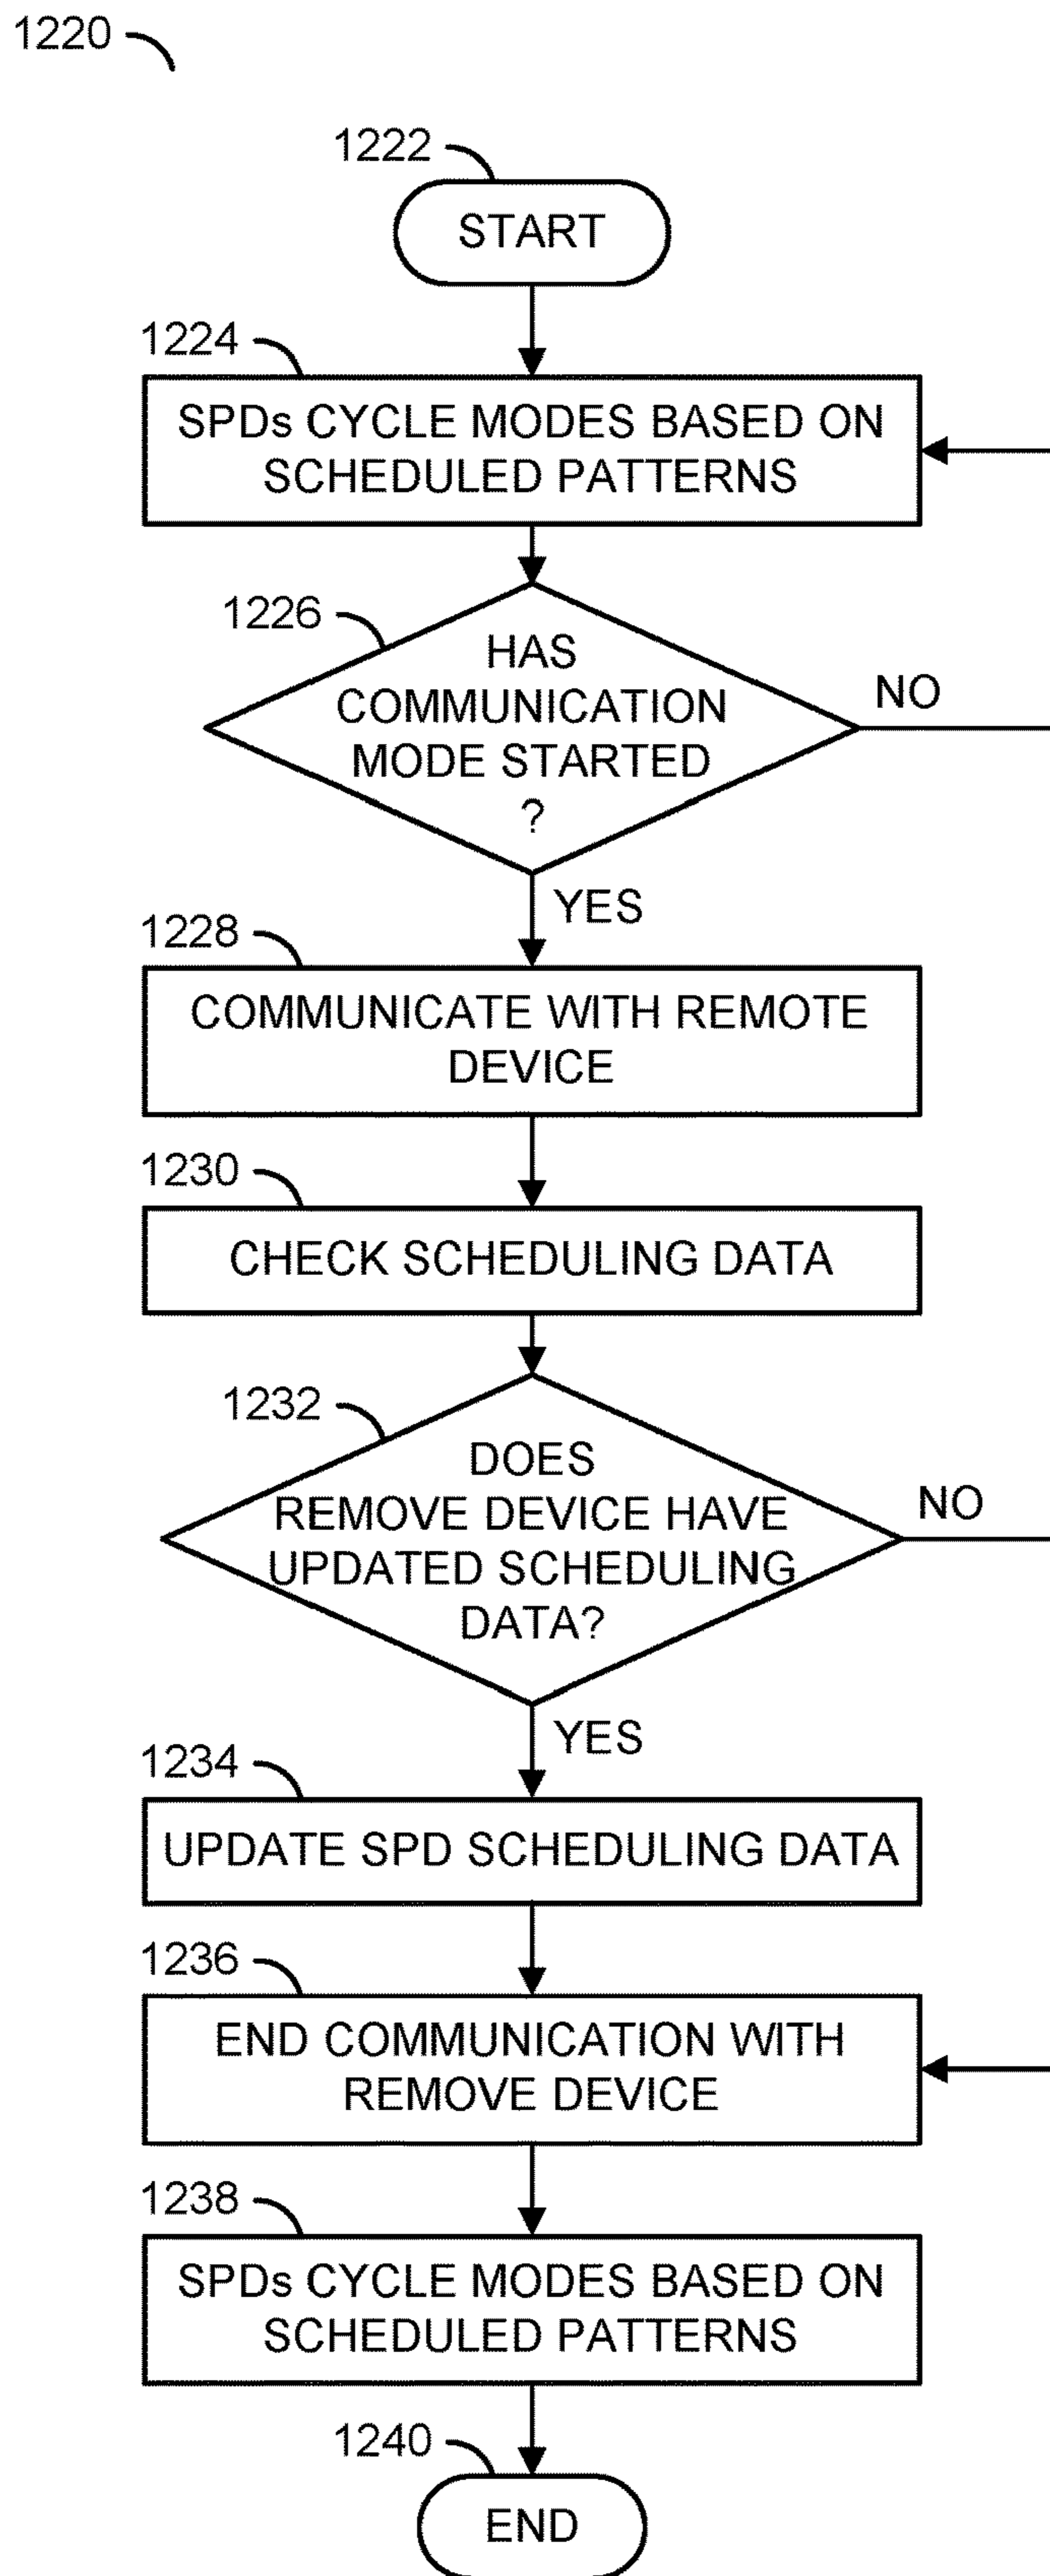 1220
1222
START
1224
SPDs CYCLE MODES BASED ON
SCHEDULED PATTERNS
1226
HAS
COMMUNICATION
MODE STARTED
?
NO
YES
1228
COMMUNICATE WITH REMOTE
DEVICE
1230
CHECK SCHEDULING DATA
1232
DOES
REMOVE DEVICE HAVE
UPDATED SCHEDULING
DATA?
NO
YES
1234
UPDATE SPD SCHEDULING DATA
1236
END COMMUNICATION WITH
REMOVE DEVICE
1238
SPDs CYCLE MODES BASED ON
SCHEDULED PATTERNS
1240
END